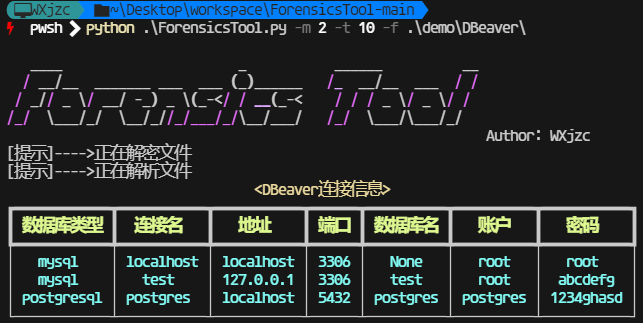 WXjzc ~\Desktop\workspace\ForensicsTool-main
pwsh python .\ForensicsTool.py -m 2 -t 10 -f .\demo\DBeaver\
Forensics Tool
Author: WXjzc
[提示]---->正在解密文件
[提示]---->正在解析文件
<DBeaver连接信息>
数据库类型 连接名 地址 端口 数据库名 账户 密码
mysql localhost localhost 3306 None root root
mysql test 127.0.0.1 3306 test root abcdefg
postgresql postgres localhost 5432 postgres postgres 1234ghasd